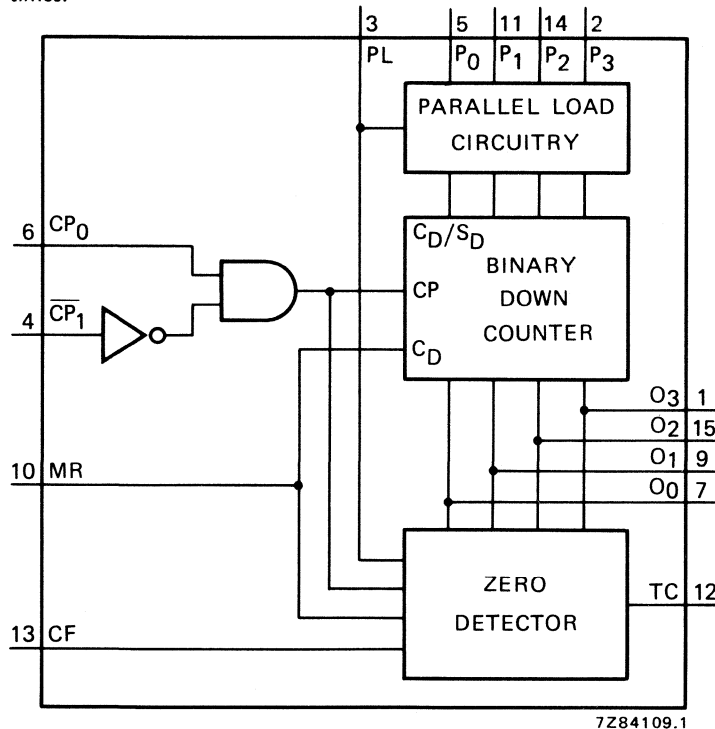 3 5 11 14 2
PL P0 P1 P2 P3
PARALLEL LOAD
CIRCUITRY
6 CP0
CD/SD
BINARY
CP DOWN
4 CP1
COUNTER
CD
O3 1
O2 15
O1 9
10 MR
O0 7
ZERO
TC 12
DETECTOR
13 CF
7Z84109.1